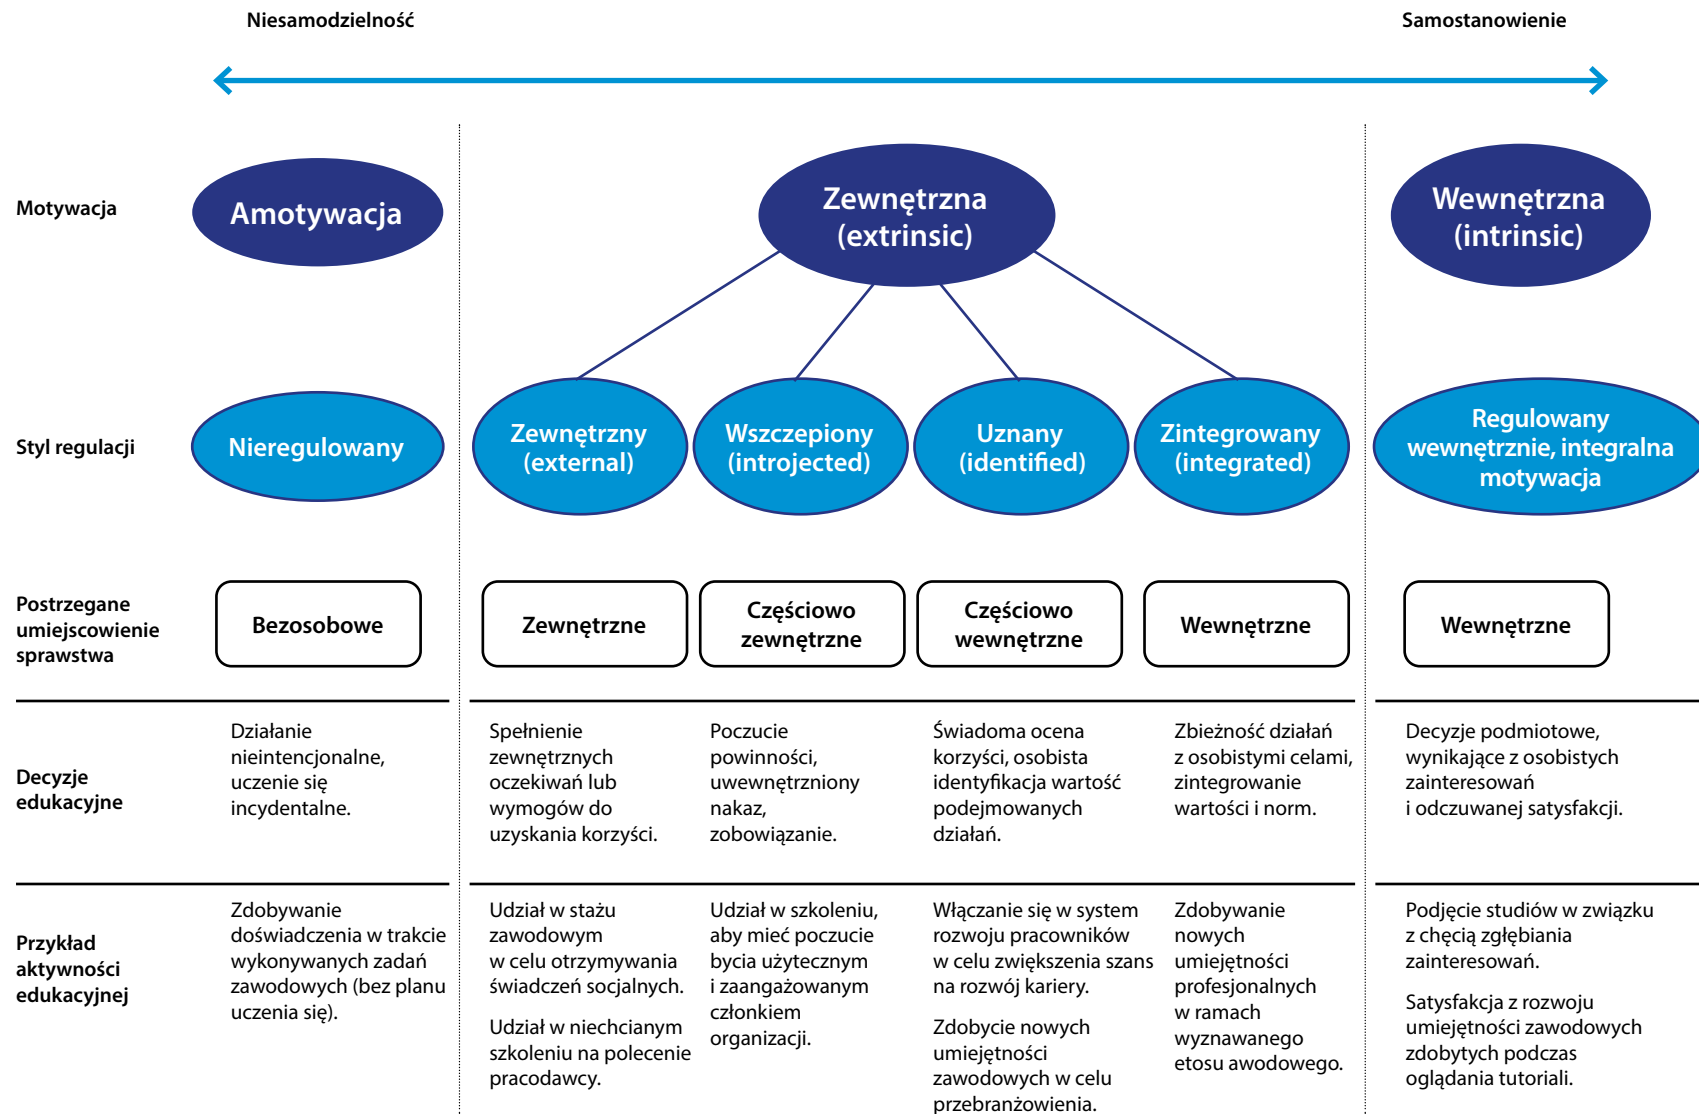 Niesamodzielność
Samostanowienie
Motywacja
Amotywacja
Zewnętrzna
(extrinsic)
Wewnętrzna
(intrinsic)
Styl regulacji
Nieregulowany
Zewnętrzny
(external)
Wszczepiony
(introjected)
Uznany
(identified)
Zintegrowany
(integrated)
Regulowany
wewnętrznie, integralna
motywacja
Postrzegane
umiejscowienie
sprawstwa
Bezosobowe
Zewnętrzne
Częściowo
zewnętrzne
Częściowo
wewnętrzne
Wewnętrzne
Wewnętrzne
Decyzje
edukacyjne
Działanie
nieintencjonalne,
uczenie się
incydentalne.
Spełnienie
zewnętrznych
oczekiwań lub
wymogów do
uzyskania korzyści.
Poczucie
powinności,
uwewnętrzniony
nakaz,
zobowiązanie.
Świadoma ocena
korzyści, osobista
identyfikacja wartość
podejmowanych
działań.
Zbieżność działań
z osobistymi celami,
zintegrowanie
wartości i norm.
Decyzje podmiotowe,
wynikające z osobistych
zainteresowań
i odczuwanej satysfakcji.
Przykład
aktywności
edukacyjnej
Zdobywanie
doświadczenia w trakcie
wykonywanych zadań
zawodowych (bez planu
uczenia się).
Udział w stażu
zawodowym
w celu otrzymywania
świadczeń socjalnych.
Udział w niechcianym
szkoleniu na polecenie
pracodawcy.
Udział w szkoleniu,
aby mieć poczucie
bycia użytecznym
i zaangażowanym
członkiem
organizacji.
Włączanie się w system
rozwoju pracowników
w celu zwiększenia szans
na rozwój kariery.
Zdobycie nowych
umiejętności
zawodowych w celu
przebranżowienia.
Zdobywanie
nowych
umiejętności
profesjonalnych
w ramach
wyznawanego
etosu awodowego.
Podjęcie studiów w związku
z chęcią zgłębiania
zainteresowań.
Satysfakcja z rozwoju
umiejętności zawodowych
zdobytych podczas
oglądania tutoriali.